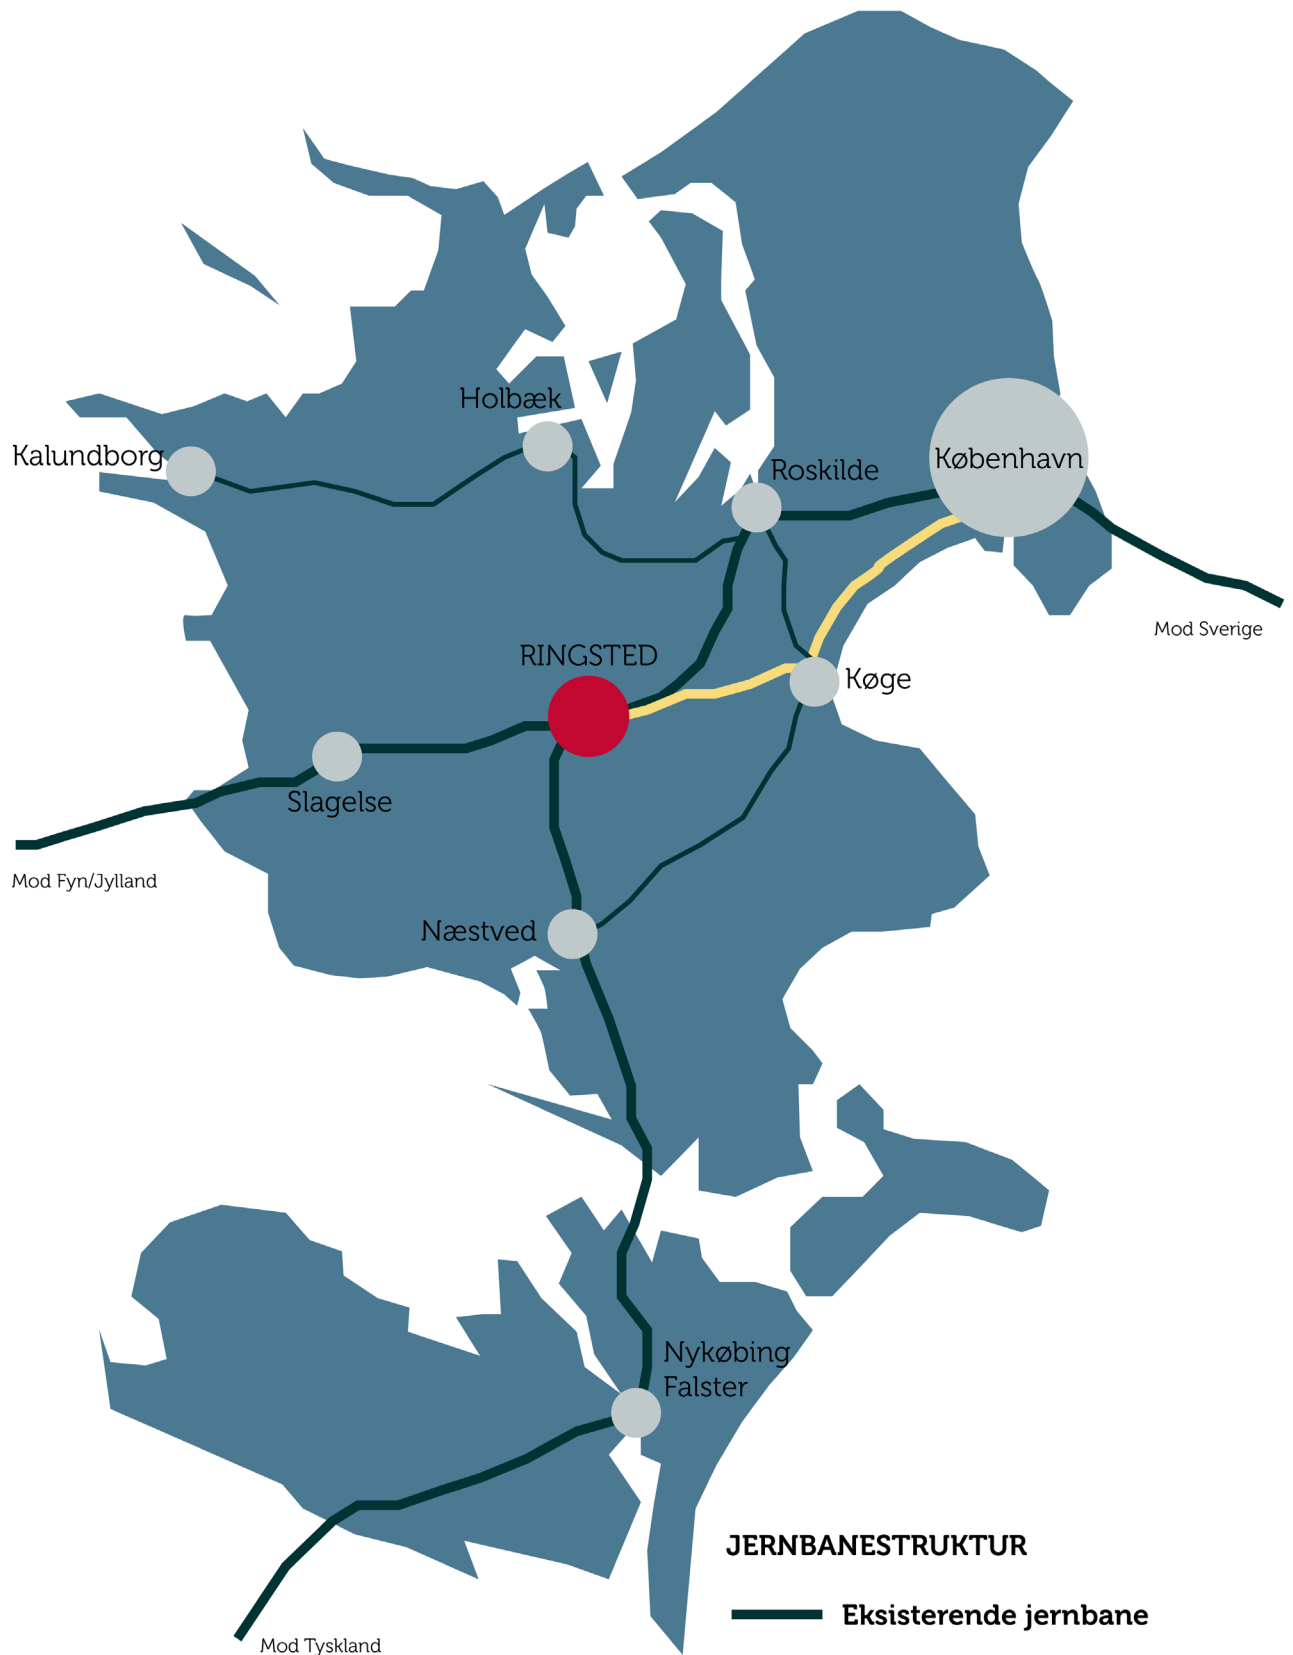 Holbæk
Kalundborg
København
Roskilde
Mod Sverige
RINGSTED
Køge
Slagelse
Mod Fyn/Jylland
Næstved
Nykøbing
Falster
JERNBANESTRUKTUR
Eksisterende jernbane
Mod Tyskland